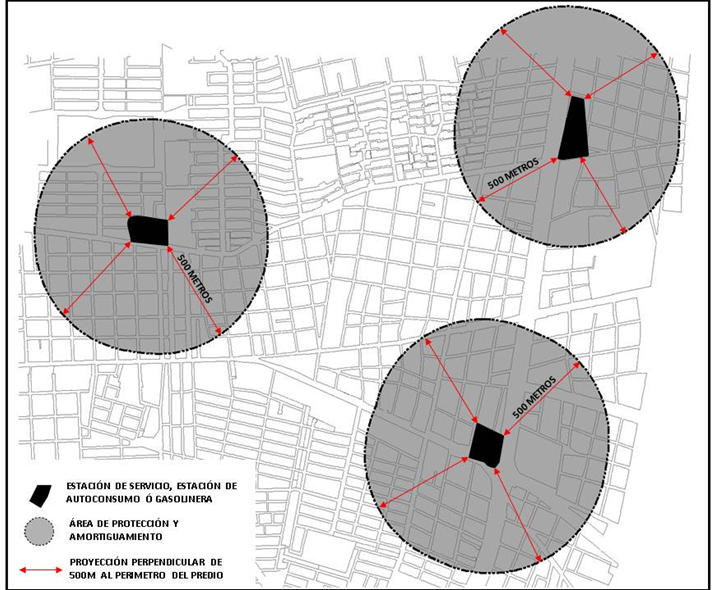 500 METROS
500 METROS
500 METROS
ESTACIÓN DE SERVICIO, ESTACIÓN DE
AUTOCONSUMO Ó GASOLINERA
ÁREA DE PROTECCIÓN Y
AMORTIGUAMIENTO
PROYECCIÓN PERPENDICULAR DE
500M AL PERIMETRO DEL PREDIO